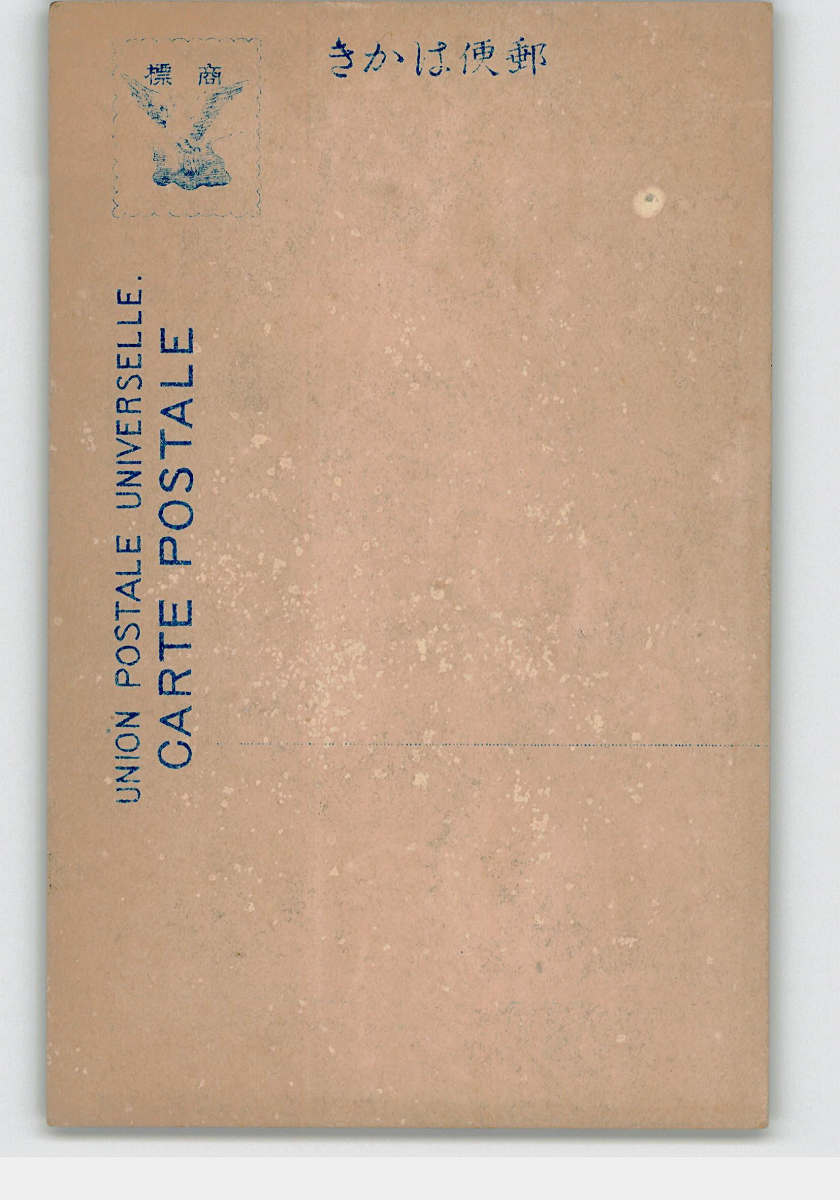 郵便はかき
商標
UNION POSTALE UNIVERSELLE.
CARTE POSTALE